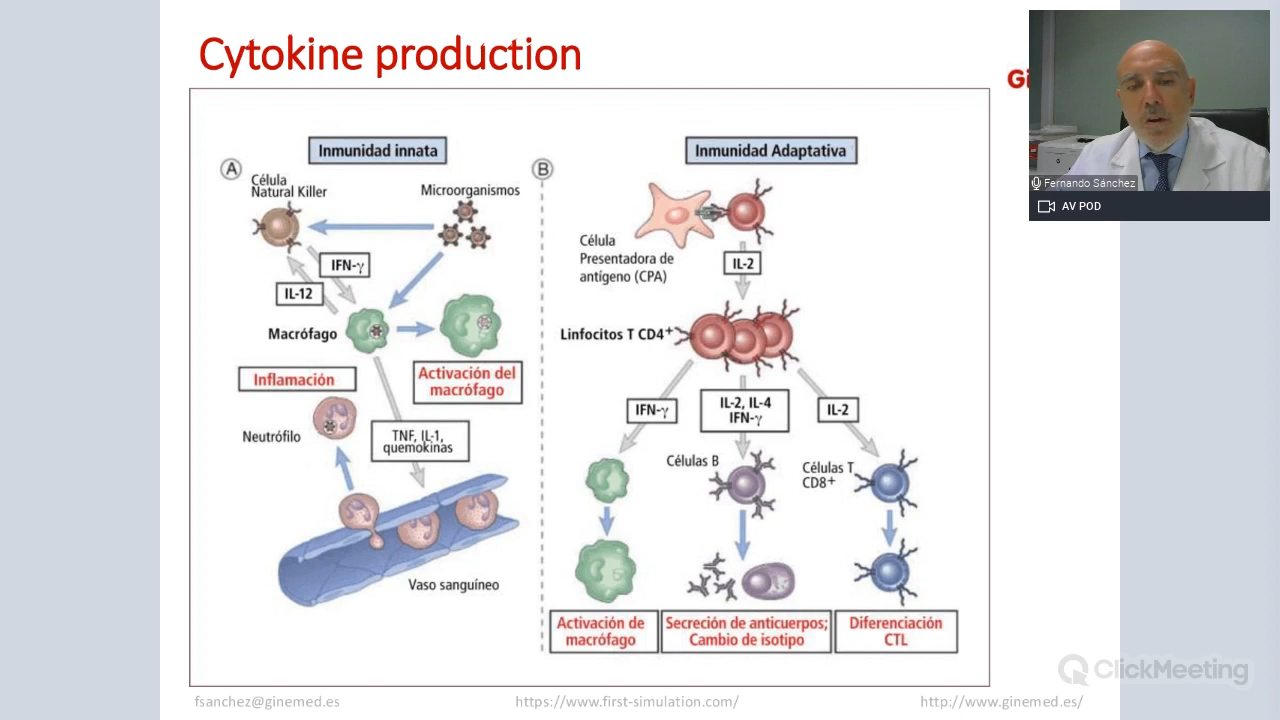 Cytokine production
Gi
Fernando Sánchez
AV POD
Inmunidad innata
Inmunidad Adaptativa
A
B
Célula
Natural Killer
Microorganismos
IFN-γ
IL-12
Macrófago
Inflamación
Activación del
macrófago
Neutrófilo
TNF, IL-1,
quemokinas
Vaso sanguíneo
Célula
Presentadora de
antígeno (CPA)
IL-2
Linfocitos T CD4+
IFN-γ
IL-2, IL-4
IFN-γ
IL-2
Células B
Células T
CD8+
Activación de
macrófago
Secreción de anticuerpos;
Cambio de isotipo
Diferenciación
CTL
ClickMeeting
fsanchez@ginemed.es
https://www.first-simulation.com/
http://www.ginemed.es/